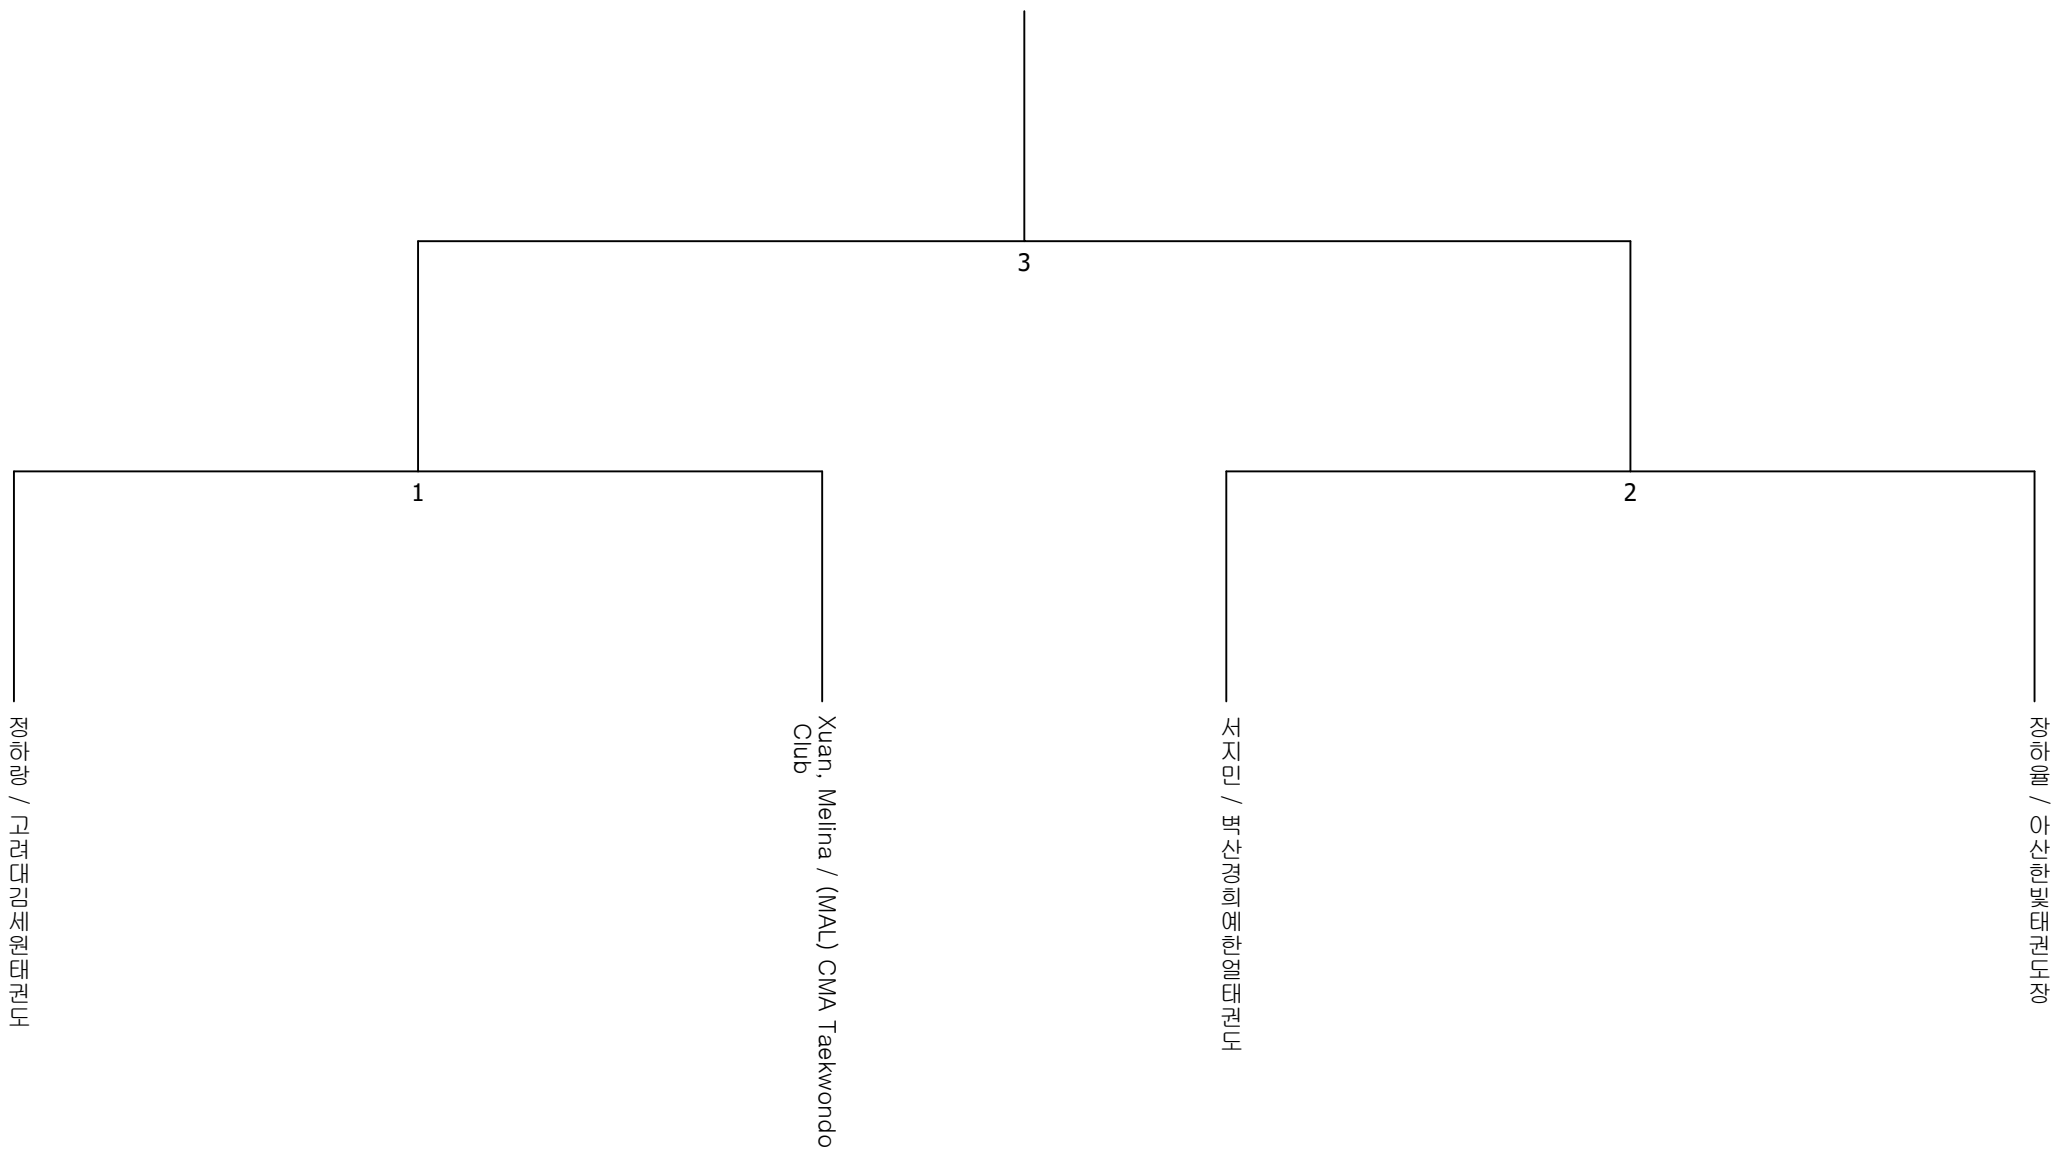 3
1
2
정하랑 / 고려대김세원태권도
Xuan, Melina / (MAL) CMA Taekwondo
Club
서지민 / 벽산경희예한얼태권도
장하율 / 아산한빛태권도장